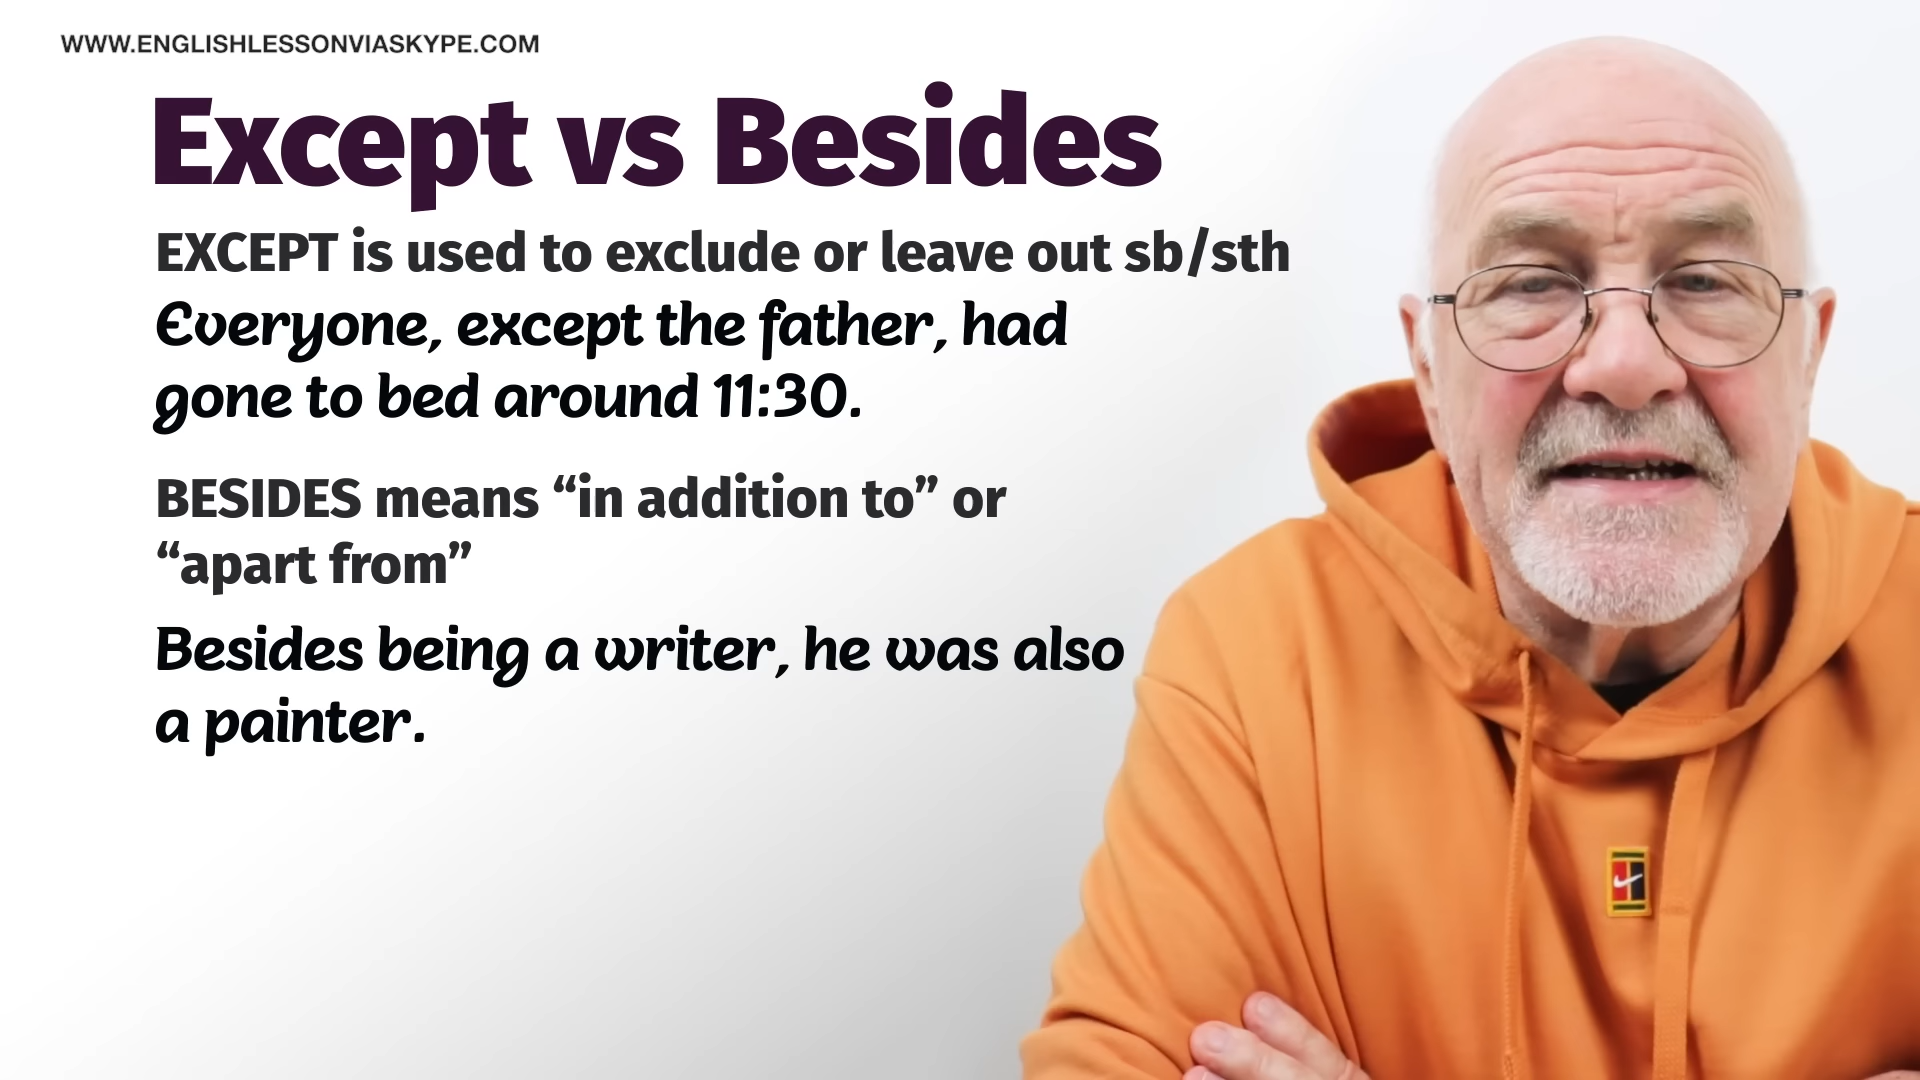 WWW.ENGLISHLESSONVIASKYPE.COM
Except vs Besides
EXCEPT is used to exclude or leave out sb/sth
Everyone, except the father, had
gone to bed around 11:30.
BESIDES means “in addition to” or
“apart from”
Besides being a writer, he was also
a painter.